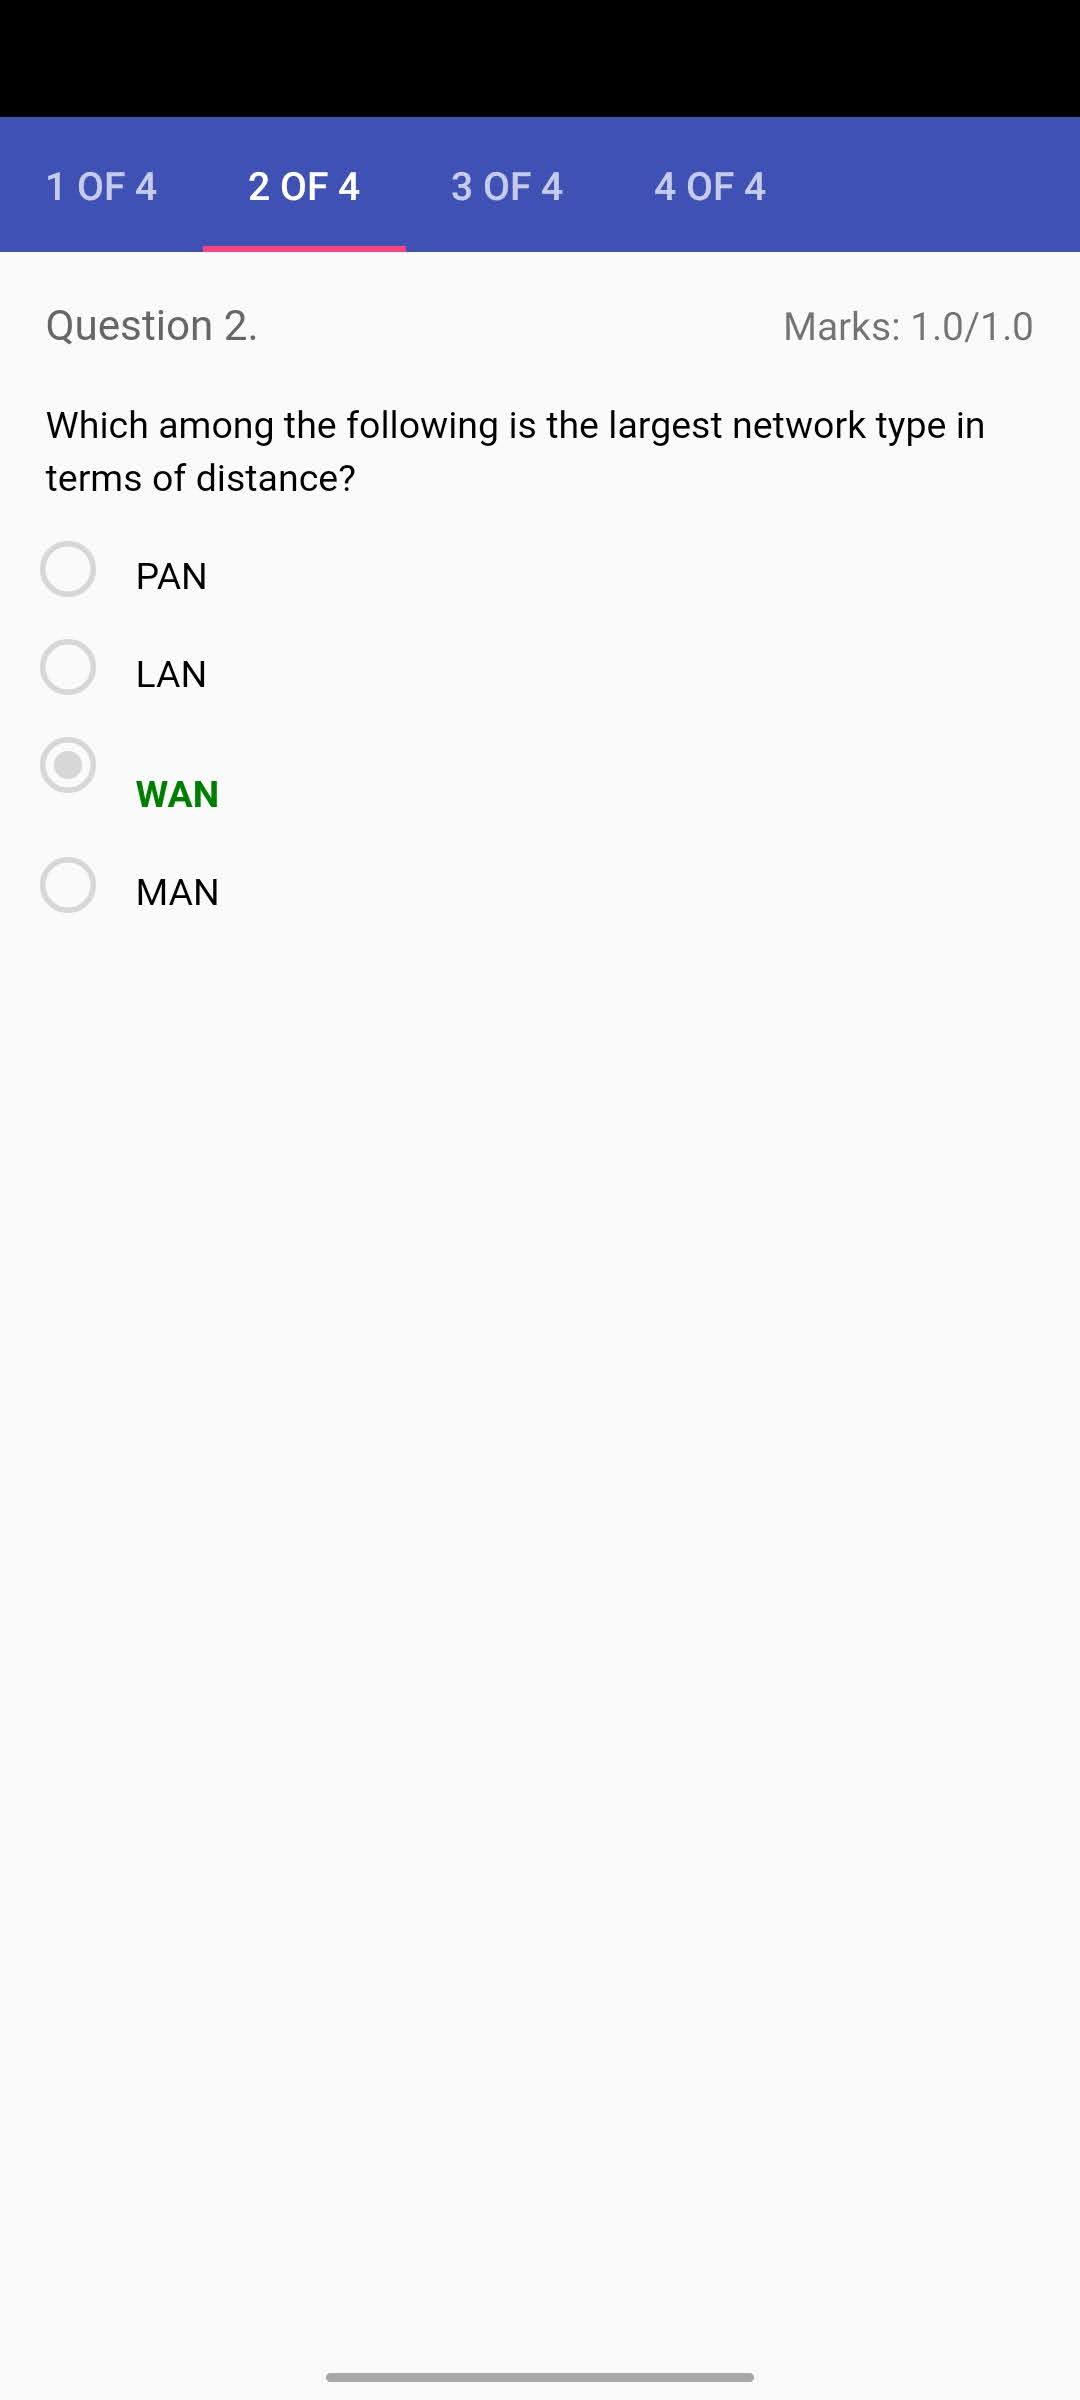 1 OF 4 2 OF 4 3 OF 4 4 OF 4
Question 2. Marks: 1.0/1.0
Which among the following is the largest network type in
terms of distance?
PAN
LAN
WAN
MAN